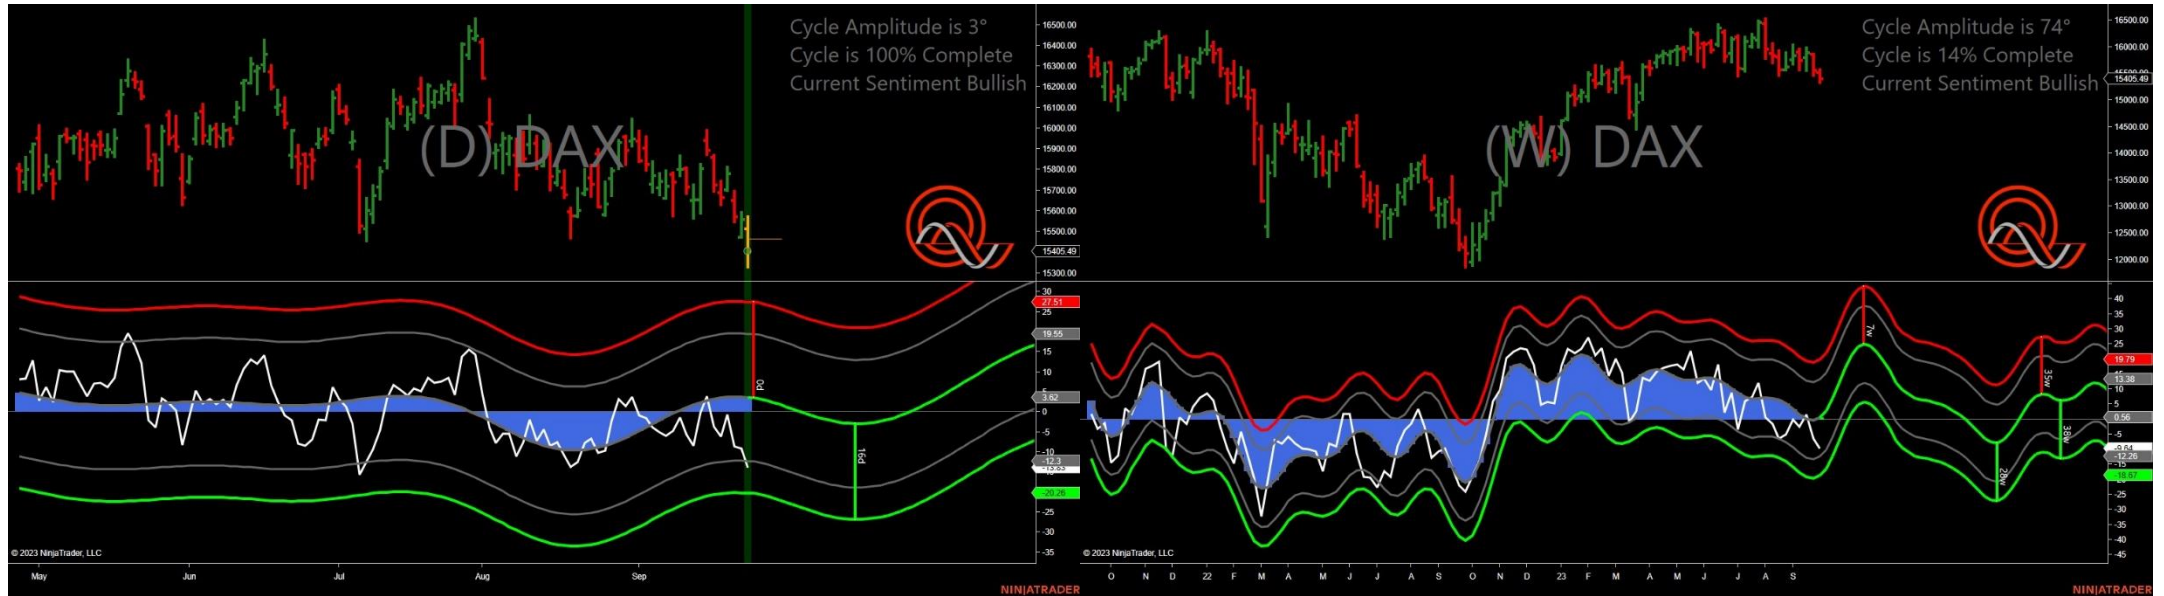 Cycle Amplitude is 3°
Cycle is 100% Complete
Current Sentiment Bullish
(D) DAX
16500.00
16400.00
16300.00
16200.00
16100.00
16000.00
15900.00
15800.00
15700.00
15600.00
15500.00
15405.49
15300.00
30
27.51
25
19.55
15
10
5
3.62
0
-5
-10
-12.3
-13.83
-20.26
-25
-30
-35
0d
16d
© 2023 NinjaTrader, LLC
May Jun Jul Aug Sep
NINJATRADER
Cycle Amplitude is 74°
Cycle is 14% Complete
Current Sentiment Bullish
(W) DAX
16500.00
16000.00
15405.49
15000.00
14500.00
14000.00
13500.00
13000.00
12500.00
12000.00
40
35
30
25
19.79
13.38
10
5
0.56
-5
-9.64
-12.26
-15
-18.67
-25
-30
-35
-40
-45
7w
28w
35w
38w
© 2023 NinjaTrader, LLC
O N D 22 F M A M J J A S O N D 23 F M A M J J A S
NINJATRADER